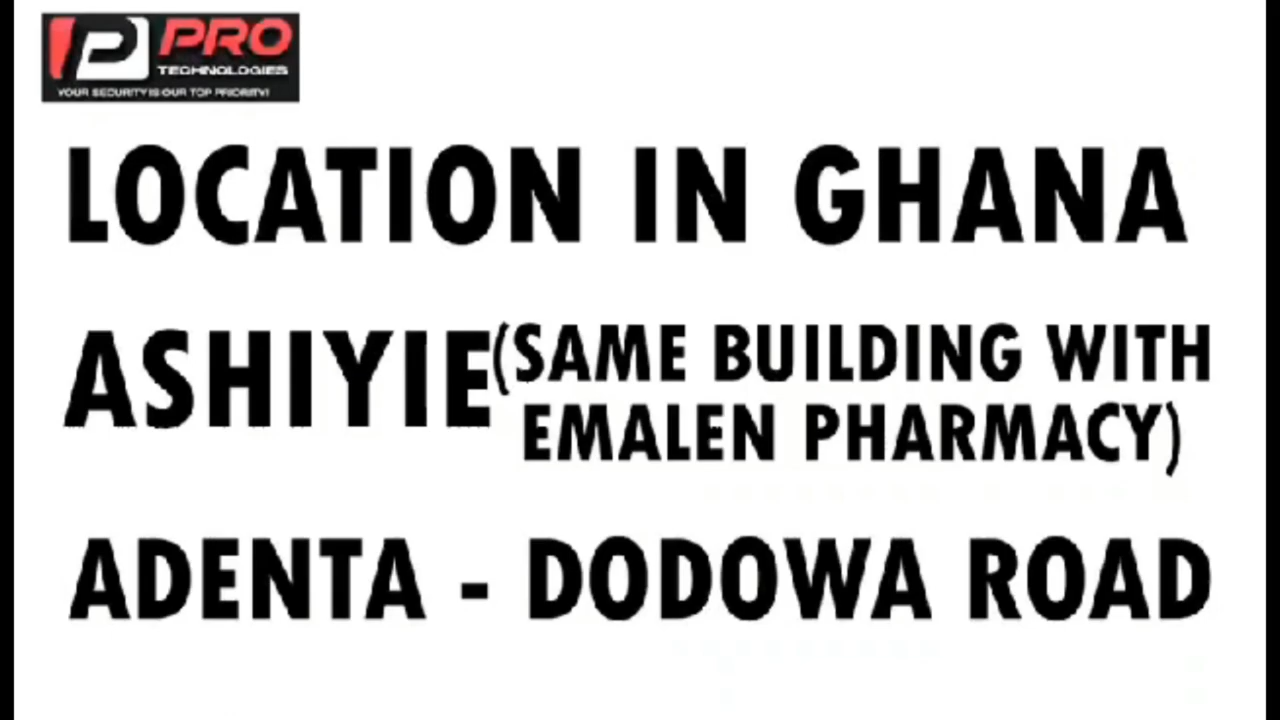 PRO
TECHNOLOGIES
YOUR SECURITY IS OUR TOP PRIORITY!
LOCATION IN GHANA
ASHIYIE (SAME BUILDING WITH
EMALEN PHARMACY)
ADENTA - DODOWA ROAD